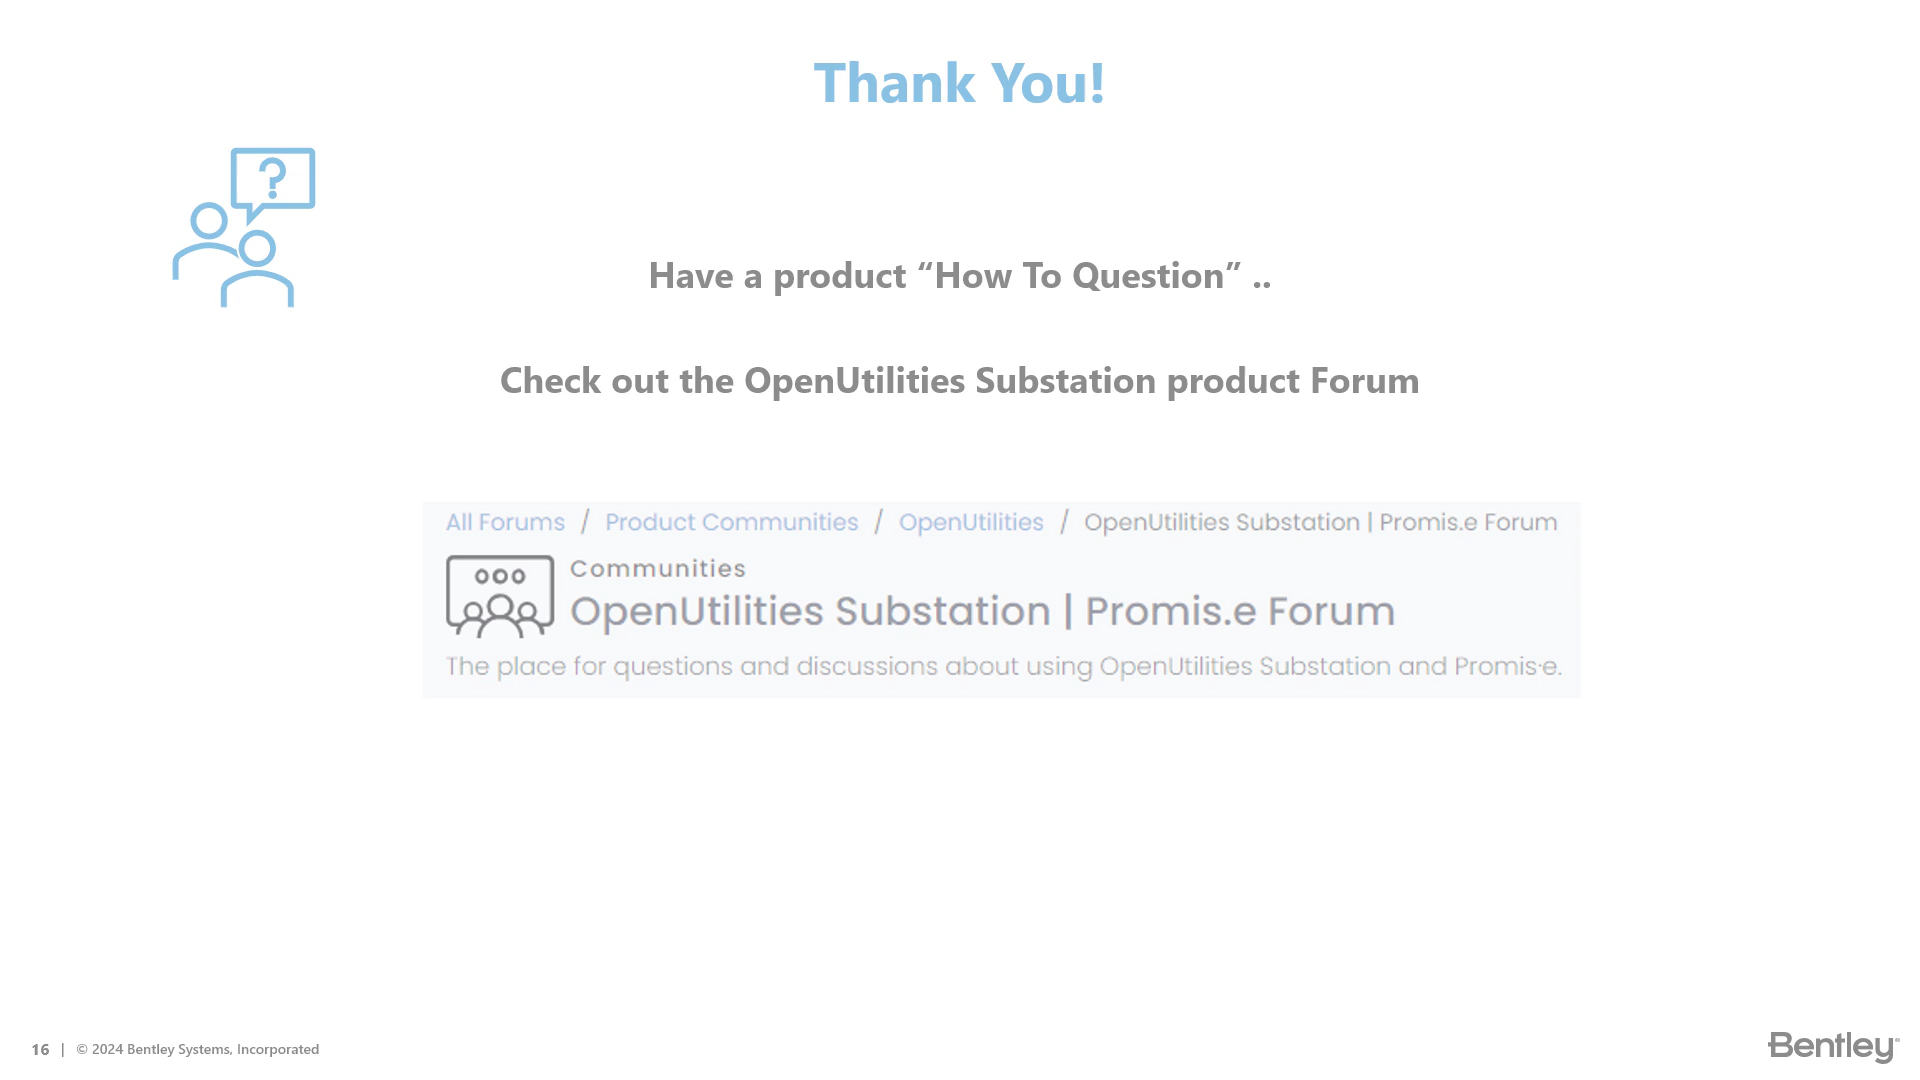 Thank You!
?
Have a product “How To Question” ..
Check out the OpenUtilities Substation product Forum
All Forums / Product Communities / OpenUtilities / OpenUtilities Substation | Promis.e Forum
Communities
OpenUtilities Substation | Promis.e Forum
The place for questions and discussions about using OpenUtilities Substation and Promis·e.
16 | © 2024 Bentley Systems, Incorporated
Bentley®